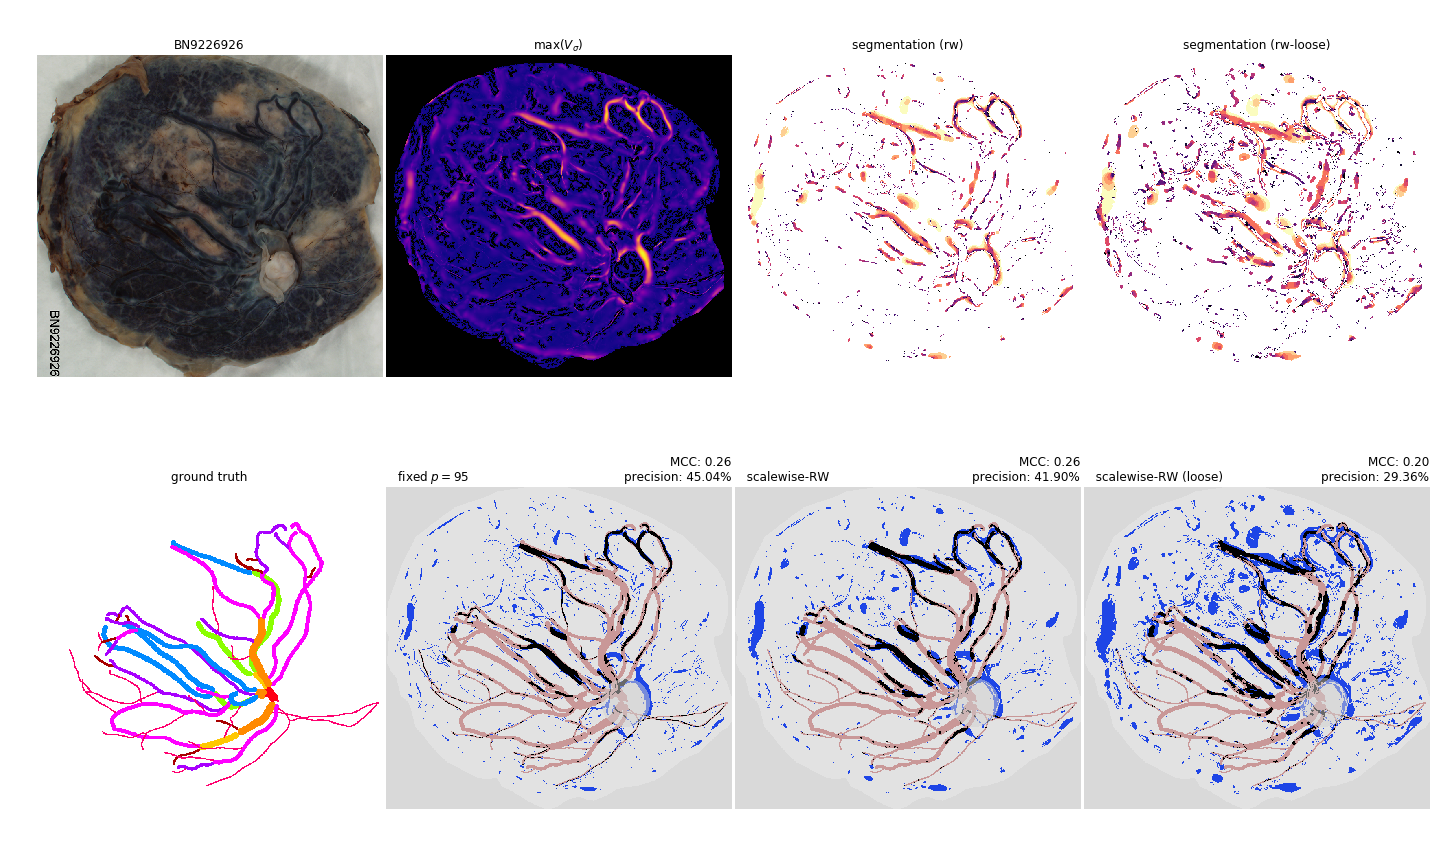 BN9226926
max(Vσ)
segmentation (rw)
segmentation (rw-loose)
BN9226926
ground truth
fixed p = 95
MCC: 0.26
precision: 45.04%
scalewise-RW
MCC: 0.26
precision: 41.90%
scalewise-RW (loose)
MCC: 0.20
precision: 29.36%